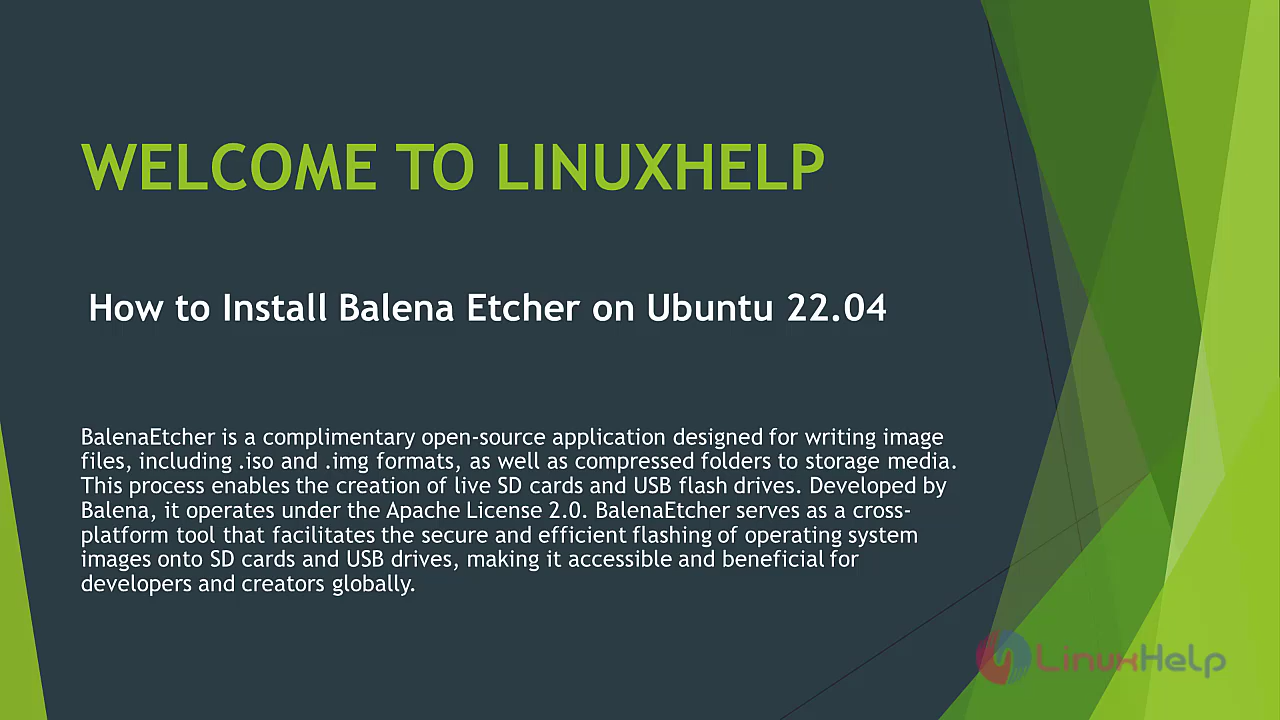 WELCOME TO LINUXHELP
How to Install Balena Etcher on Ubuntu 22.04
BalenaEtcher is a complimentary open-source application designed for writing image
files, including .iso and .img formats, as well as compressed folders to storage media.
This process enables the creation of live SD cards and USB flash drives. Developed by
Balena, it operates under the Apache License 2.0. BalenaEtcher serves as a cross-
platform tool that facilitates the secure and efficient flashing of operating system
images onto SD cards and USB drives, making it accessible and beneficial for
developers and creators globally.
LinuxHelp